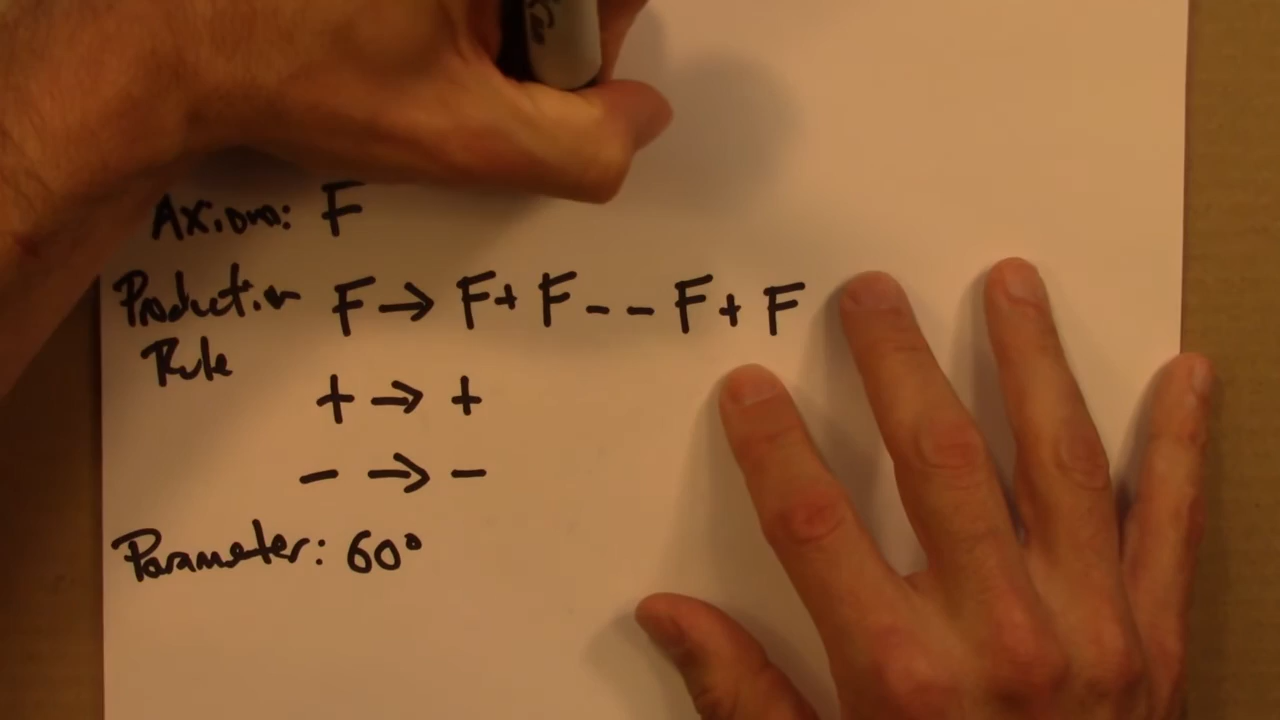 Axiom: F
Production F → F + F - - F + F
Rule
+ → +
- → -
Parameter: 60°